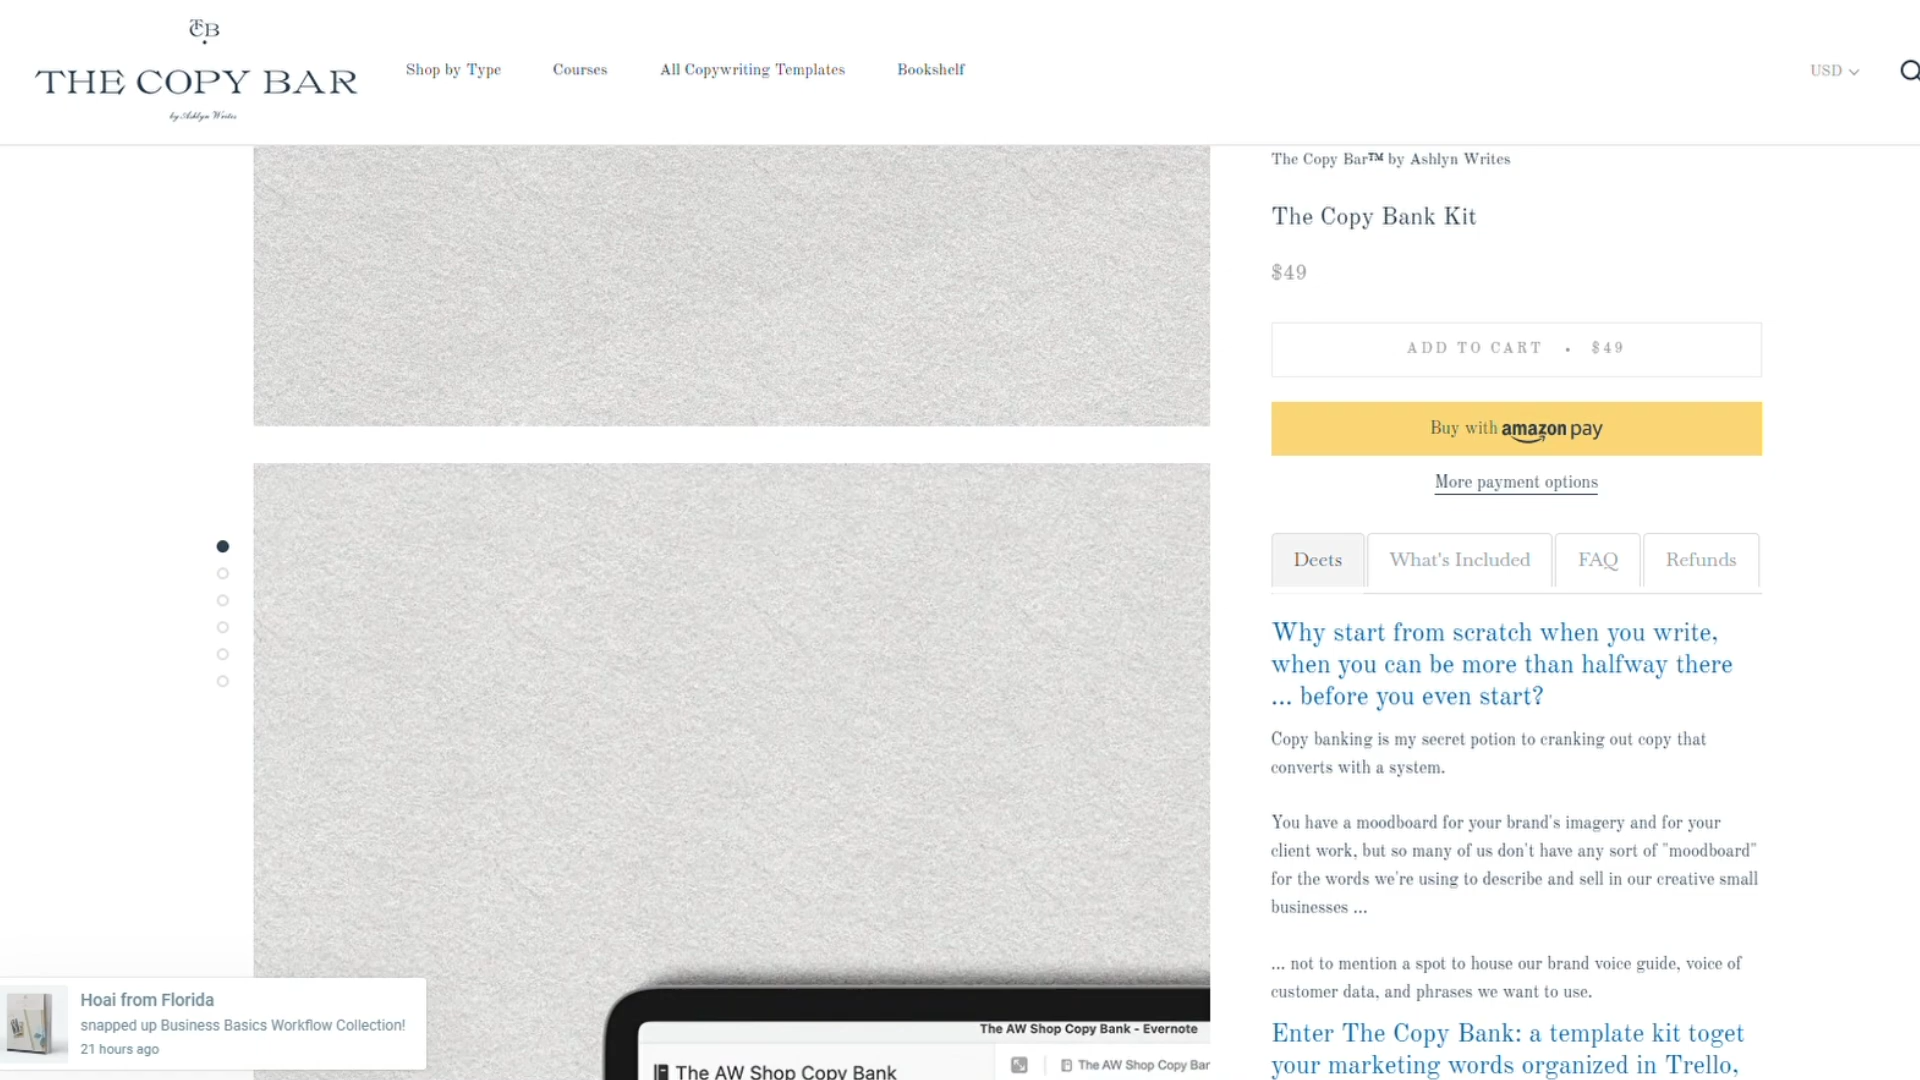 TCB
THE COPY BAR
by Ashlyn Writes
Shop by Type
Courses
All Copywriting Templates
Bookshelf
USD
The Copy Bar™ by Ashlyn Writes
The Copy Bank Kit
$49
ADD TO CART • $49
Buy with amazon pay
More payment options
Deets
What's Included
FAQ
Refunds
Why start from scratch when you write,
when you can be more than halfway there
... before you even start?
Copy banking is my secret potion to cranking out copy that
converts with a system.
You have a moodboard for your brand's imagery and for your
client work, but so many of us don't have any sort of "moodboard"
for the words we're using to describe and sell in our creative small
businesses ...
... not to mention a spot to house our brand voice guide, voice of
customer data, and phrases we want to use.
Enter The Copy Bank: a template kit toget
your marketing words organized in Trello,
The AW Shop Copy Bank - Evernote
The AW Shop Copy Bank
The AW Shop Copy Bar
Hoai from Florida
snapped up Business Basics Workflow Collection!
21 hours ago